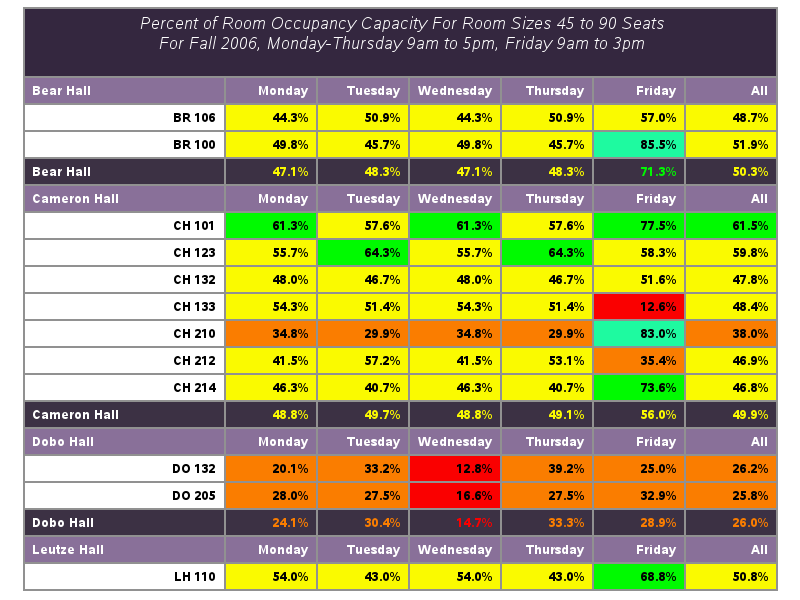 Percent of Room Occupancy Capacity For Room Sizes 45 to 90 Seats
For Fall 2006, Monday-Thursday 9am to 5pm, Friday 9am to 3pm
Bear Hall Monday Tuesday Wednesday Thursday Friday All
BR 106 44.3% 50.9% 44.3% 50.9% 57.0% 48.7%
BR 100 49.8% 45.7% 49.8% 45.7% 85.5% 51.9%
Bear Hall 47.1% 48.3% 47.1% 48.3% 71.3% 50.3%
Cameron Hall Monday Tuesday Wednesday Thursday Friday All
CH 101 61.3% 57.6% 61.3% 57.6% 77.5% 61.5%
CH 123 55.7% 64.3% 55.7% 64.3% 58.3% 59.8%
CH 132 48.0% 46.7% 48.0% 46.7% 51.6% 47.8%
CH 133 54.3% 51.4% 54.3% 51.4% 12.6% 48.4%
CH 210 34.8% 29.9% 34.8% 29.9% 83.0% 38.0%
CH 212 41.5% 57.2% 41.5% 53.1% 35.4% 46.9%
CH 214 46.3% 40.7% 46.3% 40.7% 73.6% 46.8%
Cameron Hall 48.8% 49.7% 48.8% 49.1% 56.0% 49.9%
Dobo Hall Monday Tuesday Wednesday Thursday Friday All
DO 132 20.1% 33.2% 12.8% 39.2% 25.0% 26.2%
DO 205 28.0% 27.5% 16.6% 27.5% 32.9% 25.8%
Dobo Hall 24.1% 30.4% 14.7% 33.3% 28.9% 26.0%
Leutze Hall Monday Tuesday Wednesday Thursday Friday All
LH 110 54.0% 43.0% 54.0% 43.0% 68.8% 50.8%